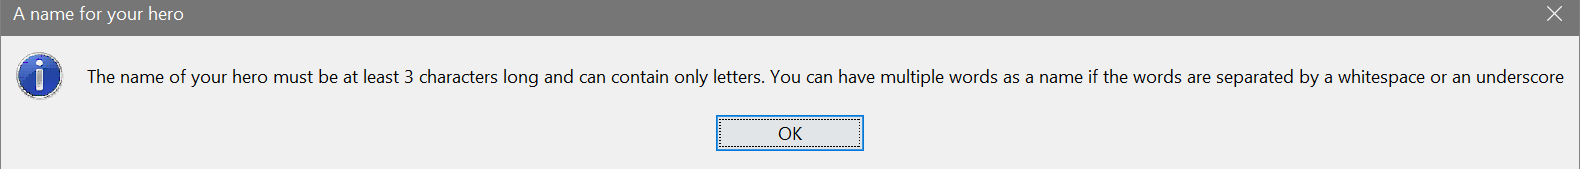 A name for your hero
The name of your hero must be at least 3 characters long and can contain only letters. You can have multiple words as a name if the words are separated by a whitespace or an underscore
OK